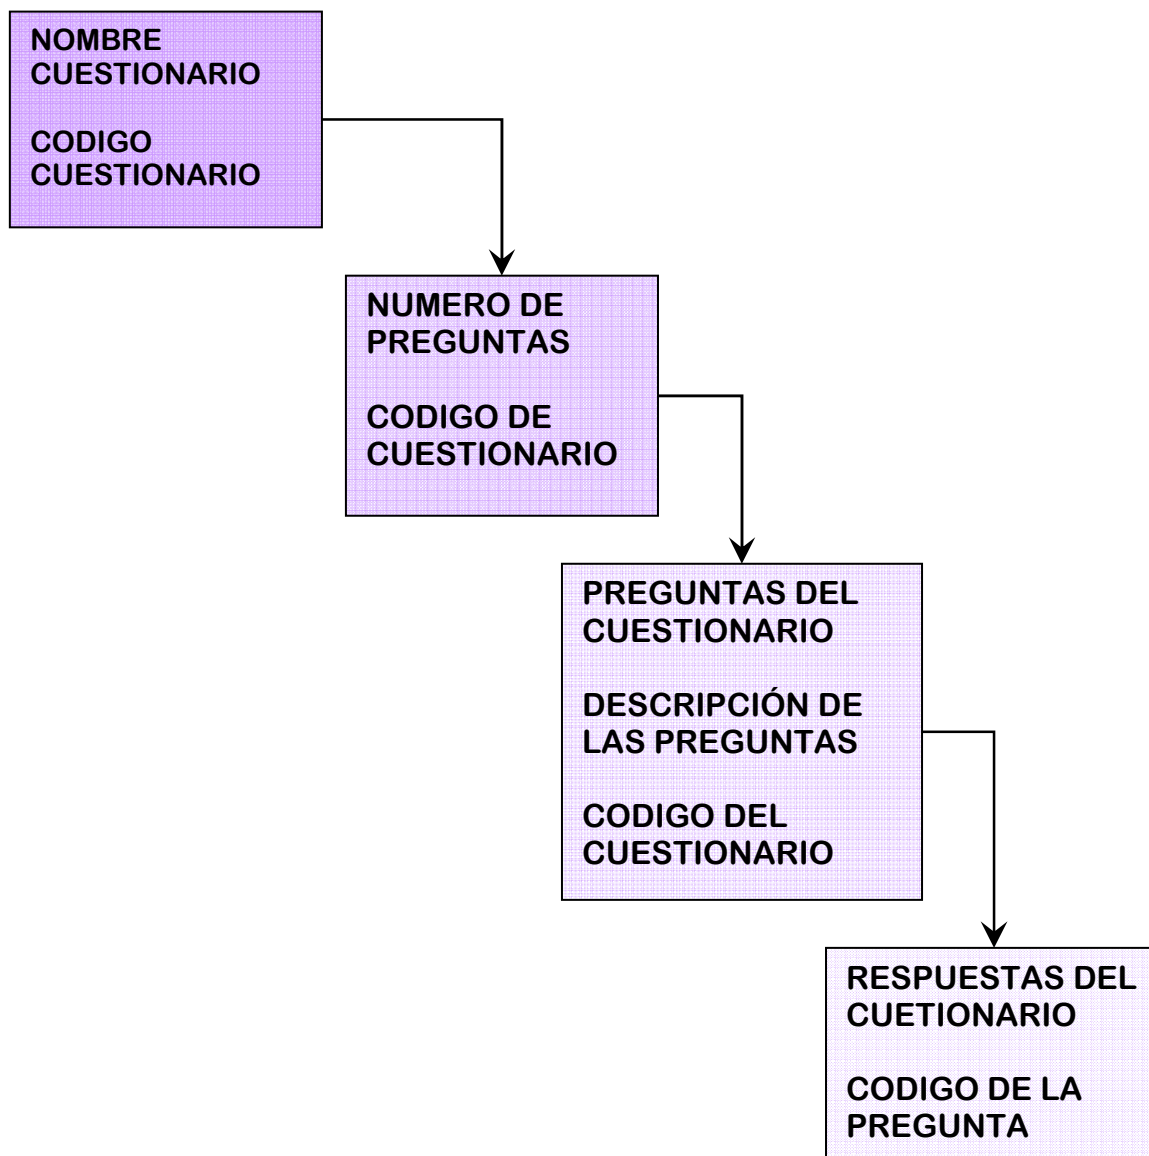 NOMBRE
CUESTIONARIO
CODIGO
CUESTIONARIO
NUMERO DE
PREGUNTAS
CODIGO DE
CUESTIONARIO
PREGUNTAS DEL
CUESTIONARIO
DESCRIPCIÓN DE
LAS PREGUNTAS
CODIGO DEL
CUESTIONARIO
RESPUESTAS DEL
CUETIONARIO
CODIGO DE LA
PREGUNTA